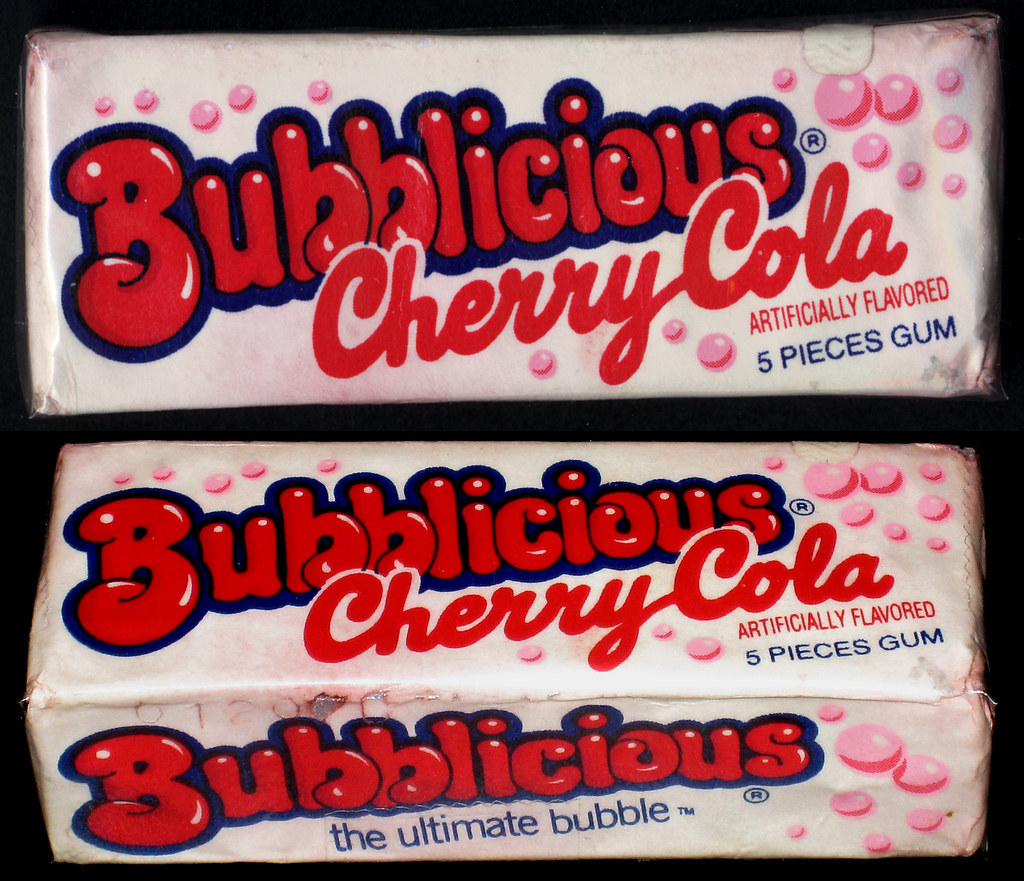 Bubblicious®
Cherry Cola
ARTIFICIALLY FLAVORED
5 PIECES GUM
Bubblicious®
Cherry Cola
ARTIFICIALLY FLAVORED
5 PIECES GUM
Bubblicious®
the ultimate bubble™